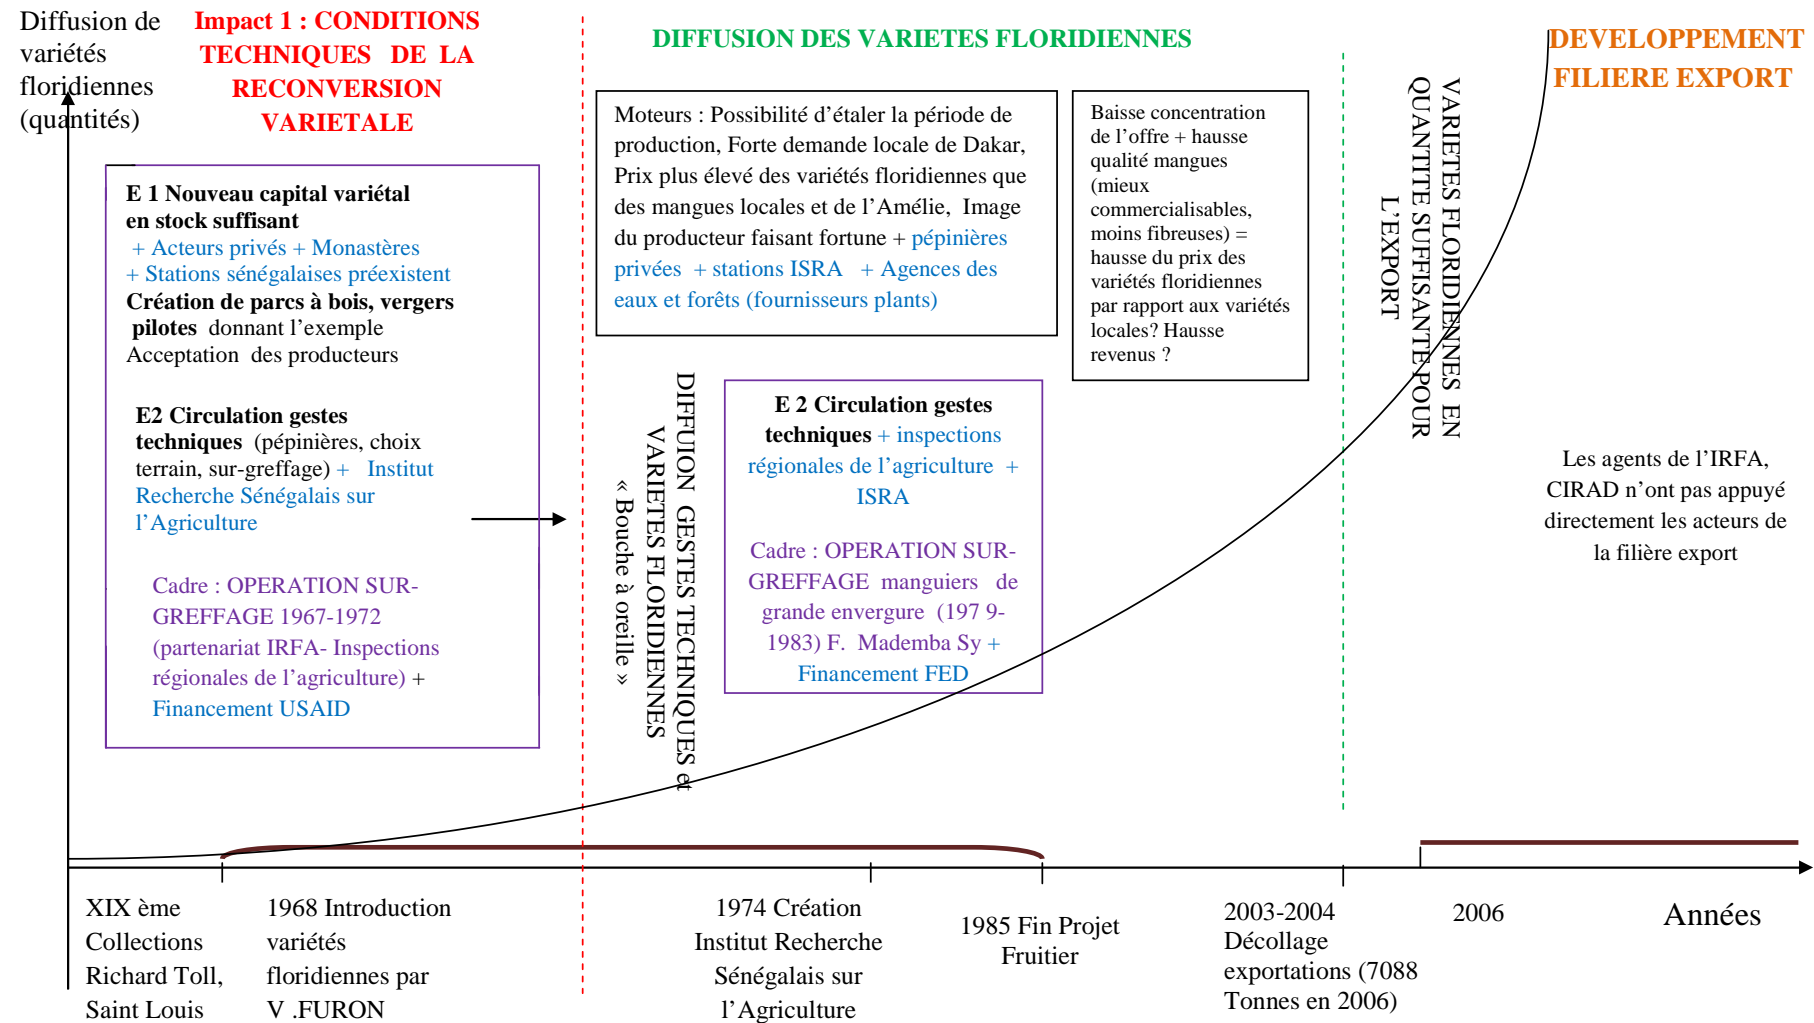 Diffusion de
variétés
floridiennes
(quantités)
Impact 1 : CONDITIONS
TECHNIQUES DE LA
RECONVERSION
VARIETALE
DIFFUSION DES VARIETES FLORIDIENNES
DEVELOPPEMENT
FILIERE EXPORT
E 1 Nouveau capital variétal
en stock suffisant
+ Acteurs privés + Monastères
+ Stations sénégalaises préexistent
Création de parcs à bois, vergers
pilotes donnant l’exemple
Acceptation des producteurs
E2 Circulation gestes
techniques (pépinières, choix
terrain, sur-greffage) + Institut
Recherche Sénégalais sur
l’Agriculture
Cadre : OPERATION SUR-
GREFFAGE 1967-1972
(partenariat IRFA- Inspections
régionales de l’agriculture) +
Financement USAID
Moteurs : Possibilité d’étaler la période de
production, Forte demande locale de Dakar,
Prix plus élevé des variétés floridiennes que
des mangues locales et de l’Amélie, Image
du producteur faisant fortune + pépinières
privées + stations ISRA + Agences des
eaux et forêts (fournisseurs plants)
Baisse concentration
de l’offre + hausse
qualité mangues
(mieux
commercialisables,
moins fibreuses) =
hausse du prix des
variétés floridiennes
par rapport aux variétés
locales? Hausse
revenus ?
DIFFUION GESTES TECHNIQUES et
VARIETES FLORIDIENNES
« Bouche à oreille »
E 2 Circulation gestes
techniques + inspections
régionales de l’agriculture +
ISRA
Cadre : OPERATION SUR-
GREFFAGE manguiers de
grande envergure (197 9-
1983) F. Mademba Sy +
Financement FED
VARIETES FLORIDIENNES EN
QUANTITE SUFFISANTE POUR
L’EXPORT
Les agents de l’IRFA,
CIRAD n’ont pas appuyé
directement les acteurs de
la filière export
XIX ème
Collections
Richard Toll,
Saint Louis
1968 Introduction
variétés
floridiennes par
V .FURON
1974 Création
Institut Recherche
Sénégalais sur
l’Agriculture
1985 Fin Projet
Fruitier
2003-2004
Décollage
exportations (7088
Tonnes en 2006)
2006
Années